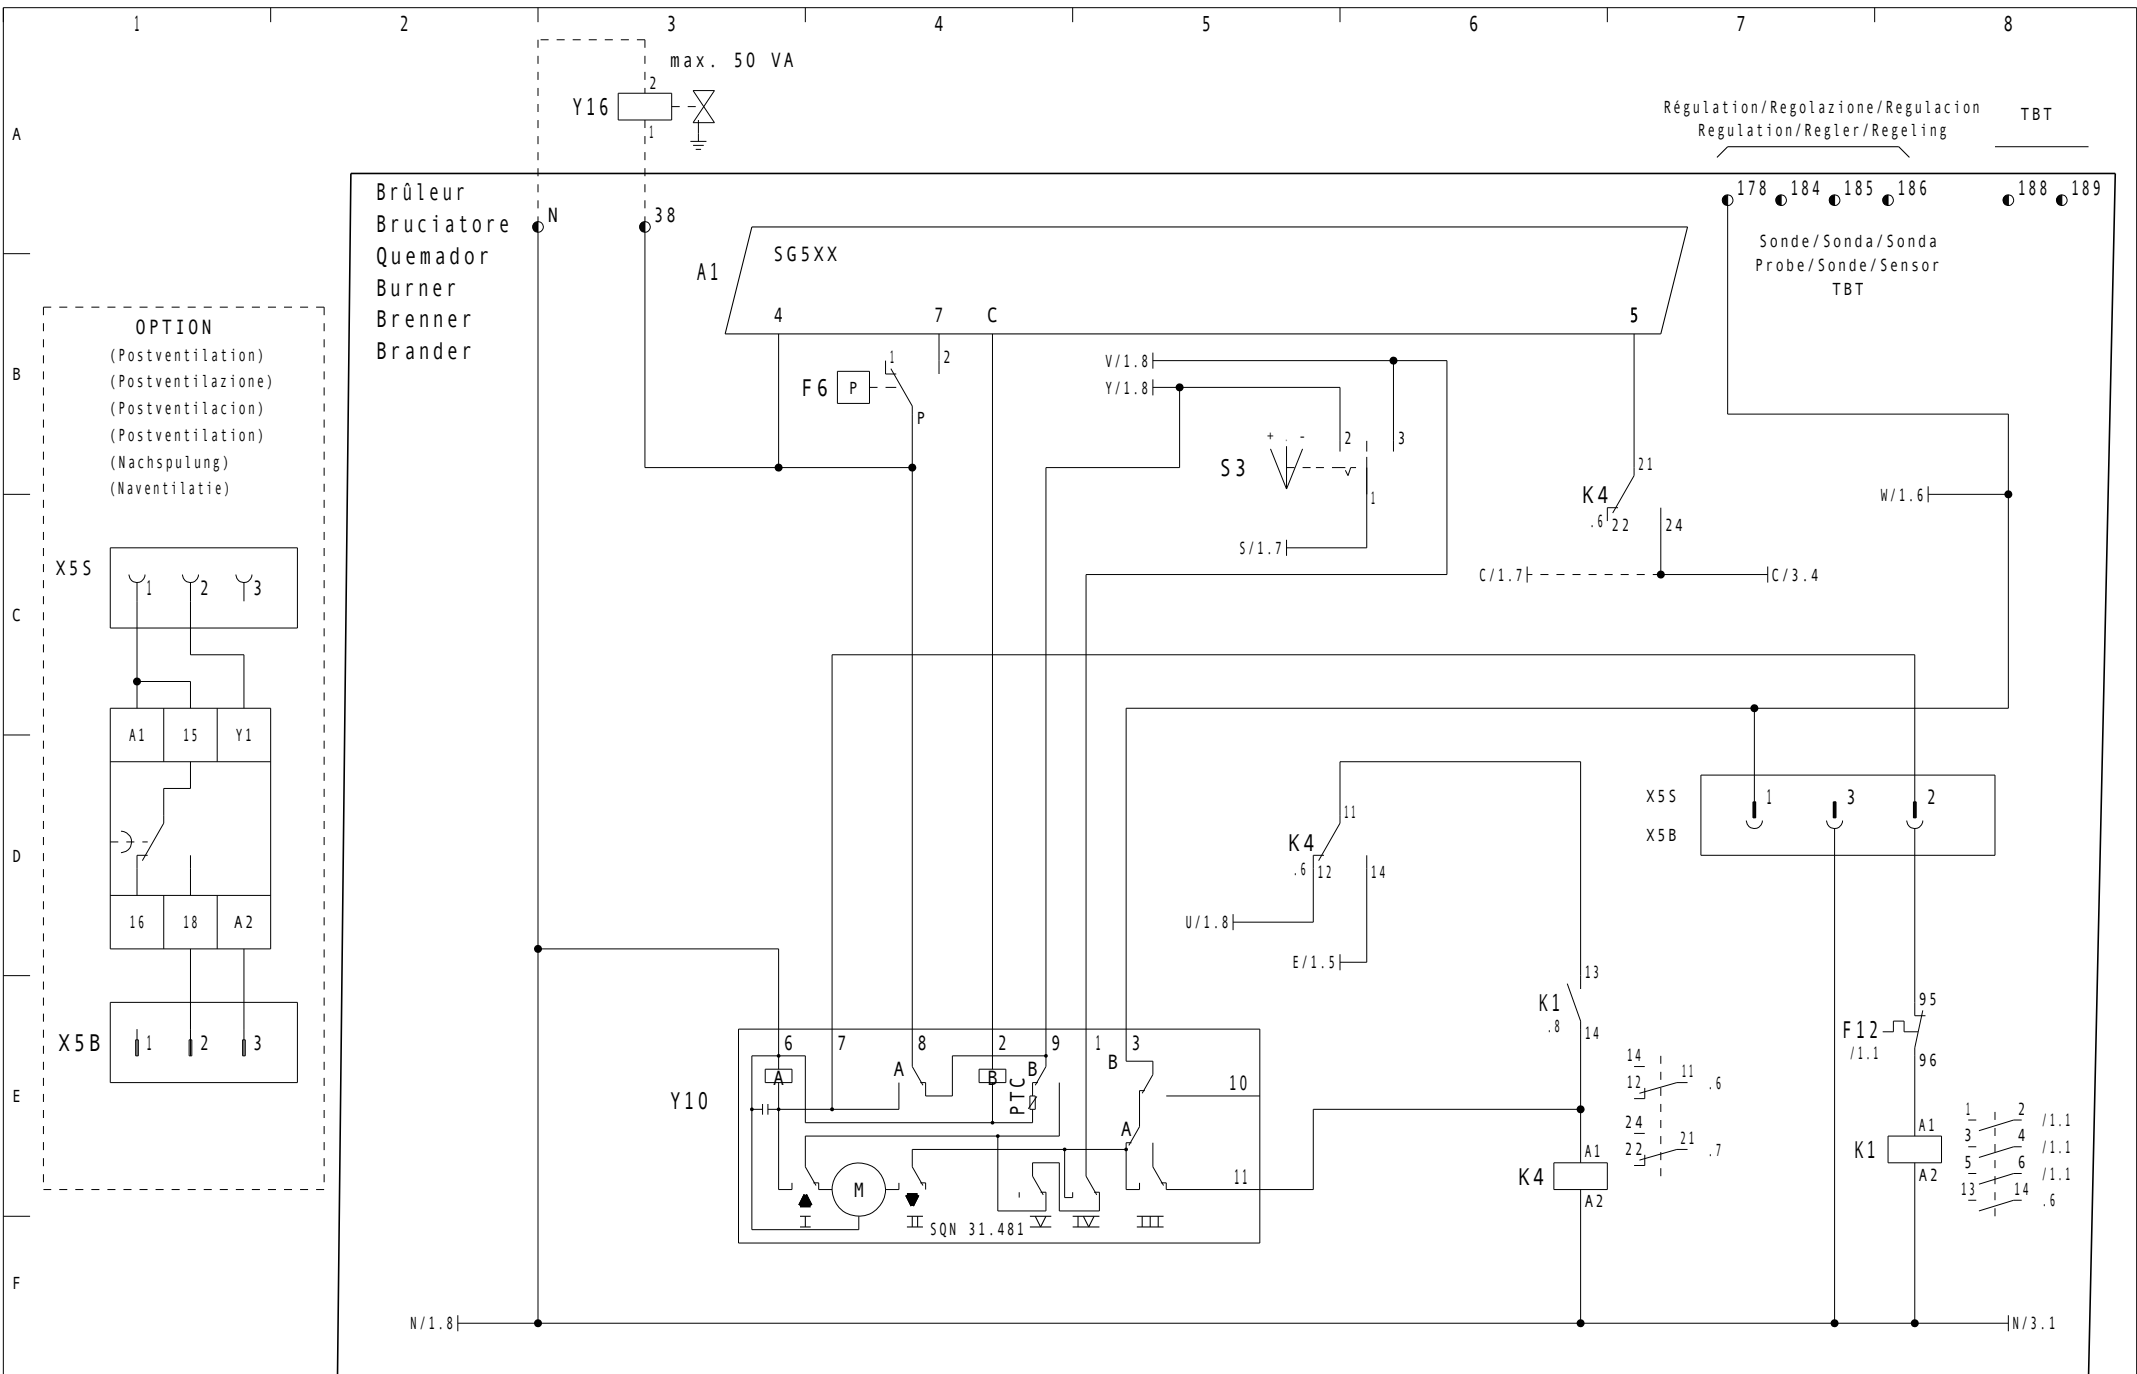 1 2 3 4 5 6 7 8
max. 50 VA
2
Y16
1
Régulation/Regolazione/Regulacion
Regulation/Regler/Regeling
TBT
A
Brûleur
Bruciatore
Quemador
Burner
Brenner
Brander
N
38
178 184 185 186 188 189
Sonde/Sonda/Sonda
Probe/Sonde/Sensor
TBT
A1
SG5XX
4 7 C 5
OPTION
(Postventilation)
(Postventilazione)
(Postventilacion)
(Postventilation)
(Nachspulung)
(Naventilatie)
B
1 2
F6 P
P
V/1.8
Y/1.8
+ . -
S3
2 3
1
S/1.7
21
K4
.6 22 24
W/1.6
C/1.7
C/3.4
X5S
1 2 3
C
A1 15 Y1
D
16 18 A2
X5B
1 2 3
11
K4
.6 12 14
U/1.8
E/1.5
X5S
X5B
1 3 2
13
K1
.8
14
95
F12
/1.1
96
E
Y10
6 7 8 2 9 1 3
A A B B B
PTC
10
A
11
M
I II V IV III
SQN 31.481
14
12 11 .6
24
22 21 .7
A1
K4
A2
A1
K1
A2
1 2 /1.1
3 4 /1.1
5 6 /1.1
13 14 .6
F
N/1.8
N/3.1